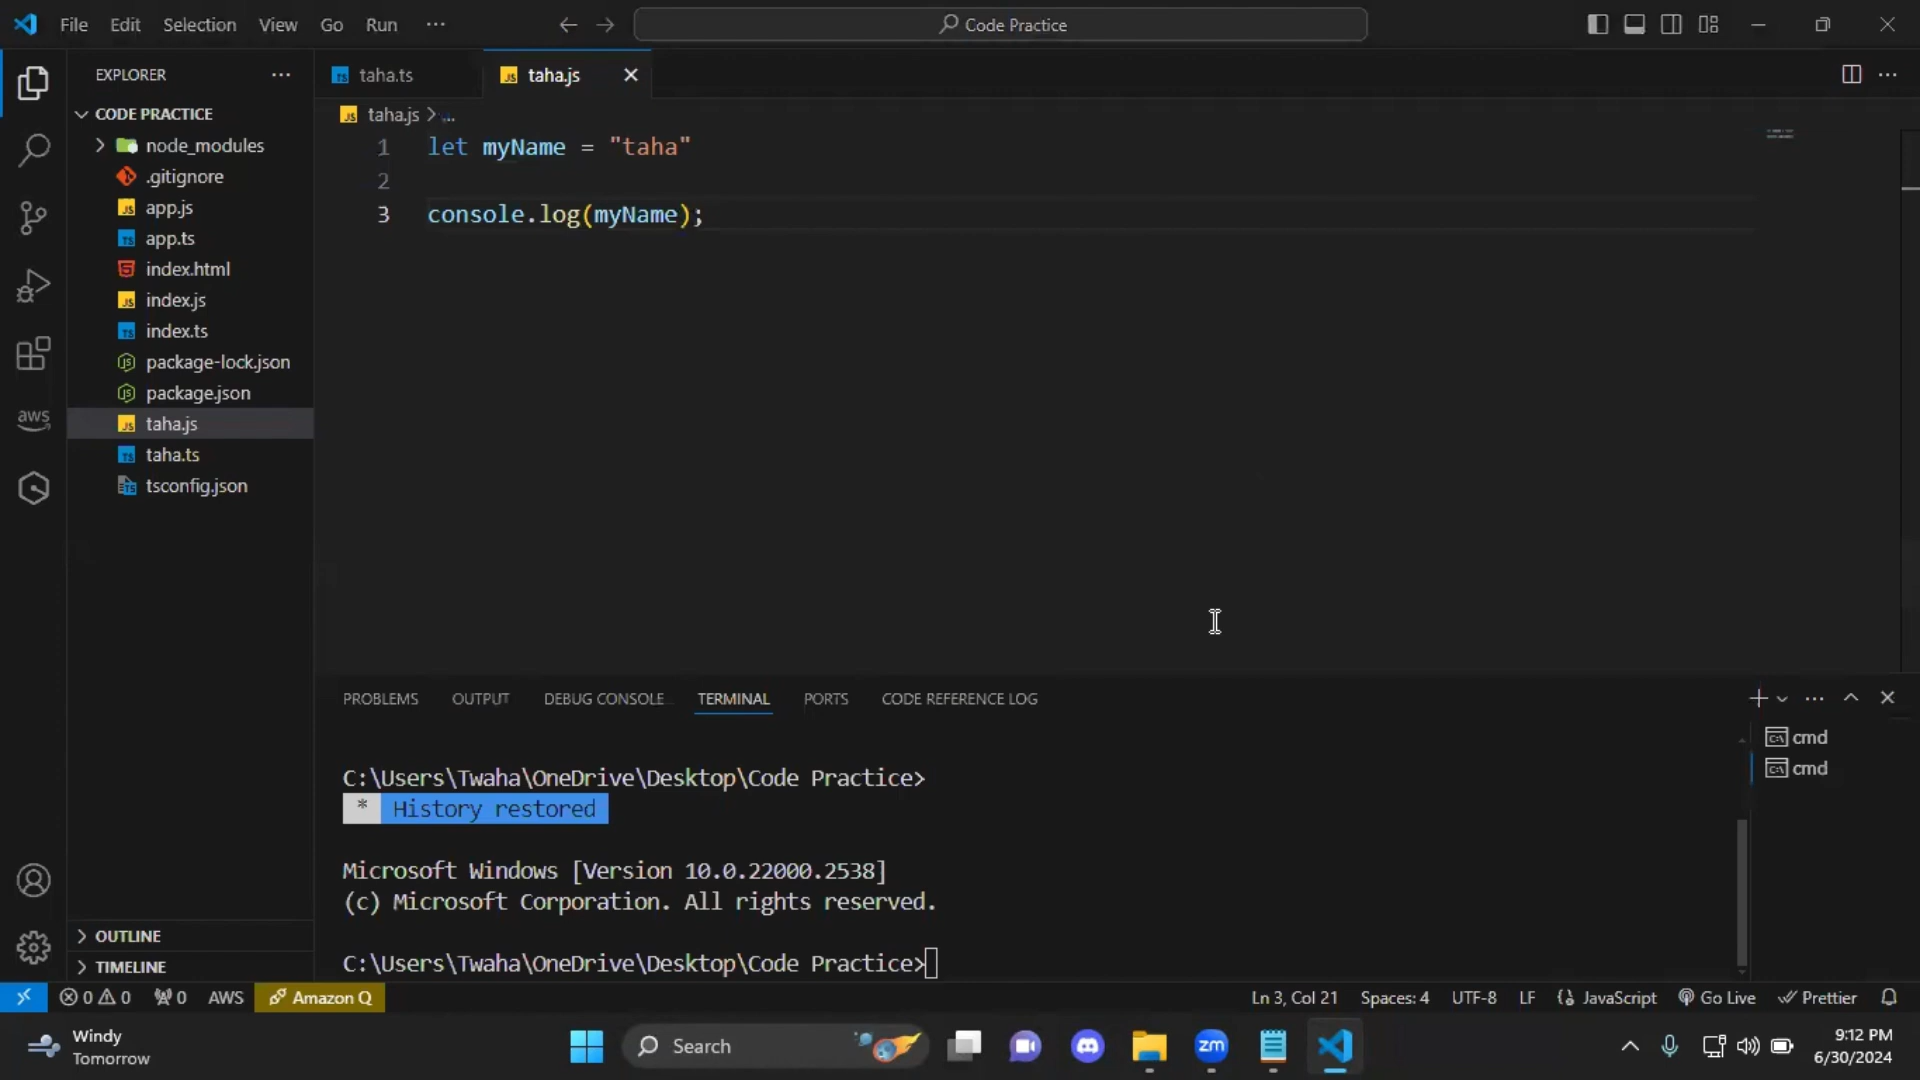 File Edit Selection View Go Run ···
Code Practice
EXPLORER ···
taha.ts
taha.js
CODE PRACTICE
node_modules
.gitignore
app.js
app.ts
index.html
index.js
index.ts
package-lock.json
package.json
taha.js
taha.ts
tsconfig.json
OUTLINE
TIMELINE
aws
taha.js > ...
1 let myName = "taha"
2
3 console.log(myName);
PROBLEMS OUTPUT DEBUG CONSOLE TERMINAL PORTS CODE REFERENCE LOG
cmd
cmd
C:\Users\Twaha\OneDrive\Desktop\Code Practice>
* History restored
Microsoft Windows [Version 10.0.22000.2538]
(c) Microsoft Corporation. All rights reserved.
C:\Users\Twaha\OneDrive\Desktop\Code Practice>
0 0 0 AWS Amazon Q Ln 3, Col 21 Spaces: 4 UTF-8 LF JavaScript Go Live Prettier
Windy
Tomorrow
Search
zm
9:12 PM
6/30/2024